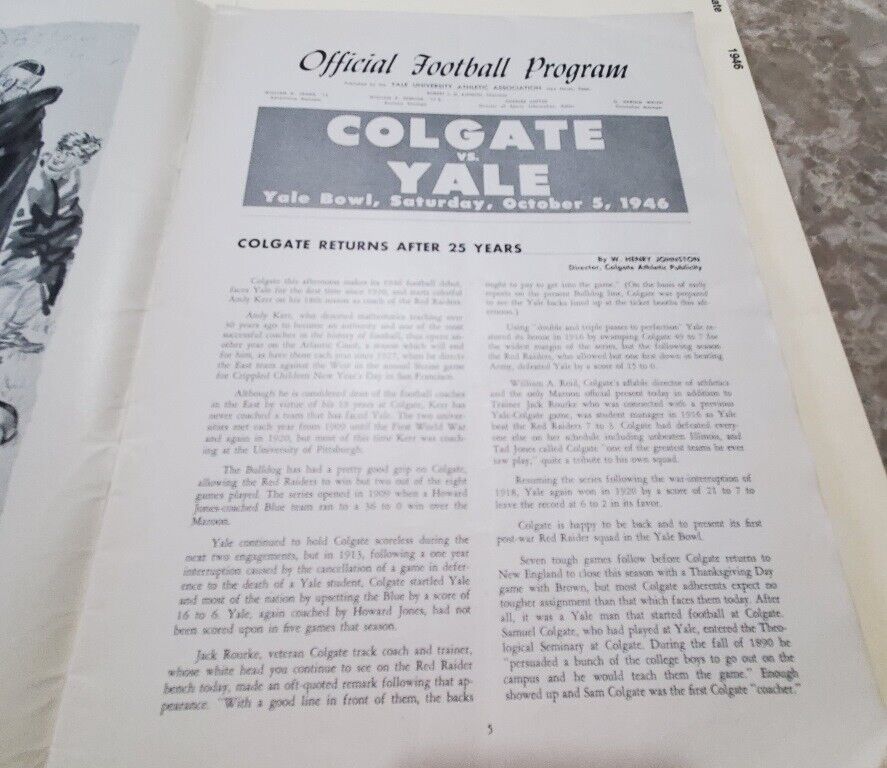 Official Football Program
Published by the YALE UNIVERSITY ATHLETIC ASSOCIATION
COLGATE
VS.
YALE
Yale Bowl, Saturday, October 5, 1946
COLGATE RETURNS AFTER 25 YEARS
by W. HENRY JOHNSTON
Director, Colgate Athletic Publicity
Colgate this afternoon makes its 1946 football debut,
faces Yale for the first time since 1920, and starts colorful
Andy Kerr on his 18th season as coach of the Red Raiders.
Andy Kerr, who deserted mathematics teaching over
30 years ago to become an authority and one of the most
successful coaches in the history of football, thus opens an-
other year on the Atlantic Coast, a season which will end
for him, as have those each year since 1927, when he directs
the East team against the West in the annual Shrine game
for Crippled Children New Year's Day in San Francisco.
Although he is considered dean of the football coaches
in the East by virtue of his 18 years at Colgate, Kerr has
never coached a team that has faced Yale. The two univer-
sities met each year from 1909 until the First World War
and again in 1920, but most of this time Kerr was coach-
ing at the University of Pittsburgh.
The Bulldog has had a pretty good grip on Colgate,
allowing the Red Raiders to win but two out of the eight
games played. The series opened in 1909 when a Howard
Jones-coached Blue team ran to a 36 to 0 win over the
Maroon.
Yale continued to hold Colgate scoreless during the
next two engagements, but in 1913, following a one year
interruption caused by the cancellation of a game in defer-
ence to the death of a Yale student, Colgate startled Yale
and most of the nation by upsetting the Blue by a score of
16 to 6. Yale, again coached by Howard Jones, had not
been scored upon in five games that season.
Jack Rourke, veteran Colgate track coach and trainer,
whose white head you continue to see on the Red Raider
bench today, made an oft-quoted remark following that ap-
pearance. "With a good line in front of them, the backs
ought to pay to get into the game." (On the basis of early
reports on the present Bulldog line, Colgate was prepared
to see the Yale backs lined up at the ticket booths this aft-
ernoon.)
Using "double and triple passes to perfection" Yale re-
stored its honor in 1914 by swamping Colgate 49 to 7 for
the widest margin of the series, but the following season
the Red Raiders, who allowed but one first down in beating
Army, defeated Yale by a score of 15 to 0.
William A. Reid, Colgate's affable director of athletics
and the only Maroon official present today in addition to
Trainer Jack Rourke who was connected with a previous
Yale-Colgate game, was student manager in 1916 as Yale
beat the Red Raiders 7 to 3. Colgate had defeated every-
one else on her schedule including unbeaten Illinois, and
Tad Jones called Colgate "one of the greatest teams he ever
saw play," quite a tribute to his own squad.
Resuming the series following the war-interruption of
1918, Yale again won in 1920 by a score of 21 to 7 to
leave the record at 6 to 2 in its favor.
Colgate is happy to be back and to present its first
post-war Red Raider squad in the Yale Bowl.
Seven tough games follow before Colgate returns to
New England to close this season with a Thanksgiving Day
game with Brown, but most Colgate adherents expect no
tougher assignment than that which faces them today. After
all, it was a Yale man that started football at Colgate.
Samuel Colgate, who had played at Yale, entered the Theo-
logical Seminary at Colgate. During the fall of 1890 he
"persuaded a bunch of the college boys to go out on the
campus and he would teach them the game." Enough
showed up and Sam Colgate was the first Colgate "coacher."
5
1946